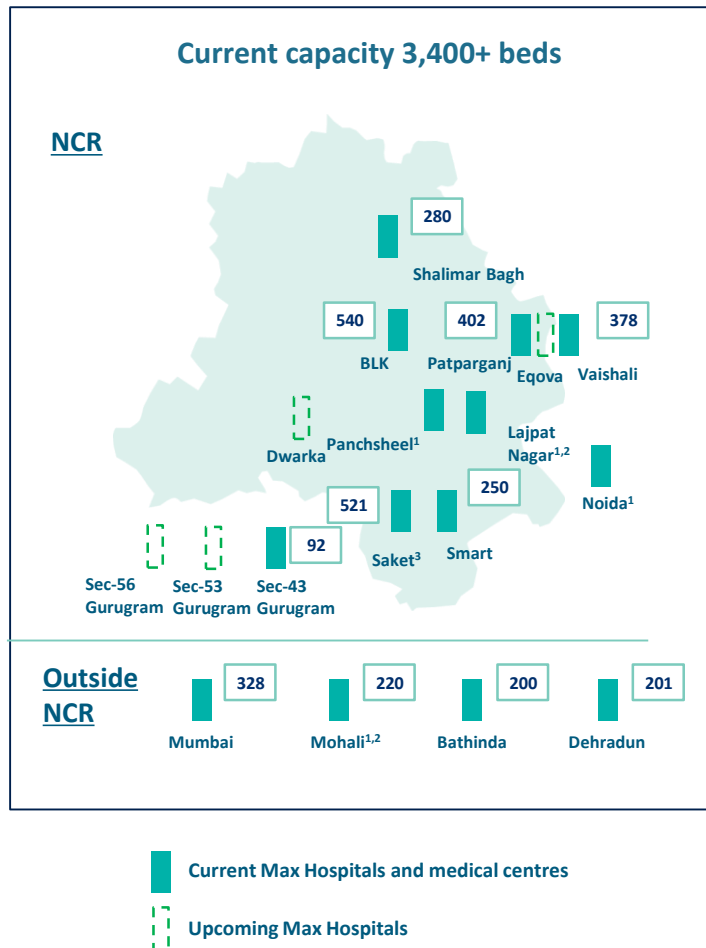 Current capacity 3,400+ beds
NCR
280
Shalimar Bagh
540
BLK
402
Patparganj
Eqova
378
Vaishali
Dwarka
Panchsheel¹
Lajpat
Nagar¹,²
Noida¹
521
Saket³
250
Smart
92
Sec-56
Gurugram
Sec-53
Gurugram
Sec-43
Gurugram
Outside
NCR
328
Mumbai
220
Mohali¹,²
200
Bathinda
201
Dehradun
Current Max Hospitals and medical centres
Upcoming Max Hospitals